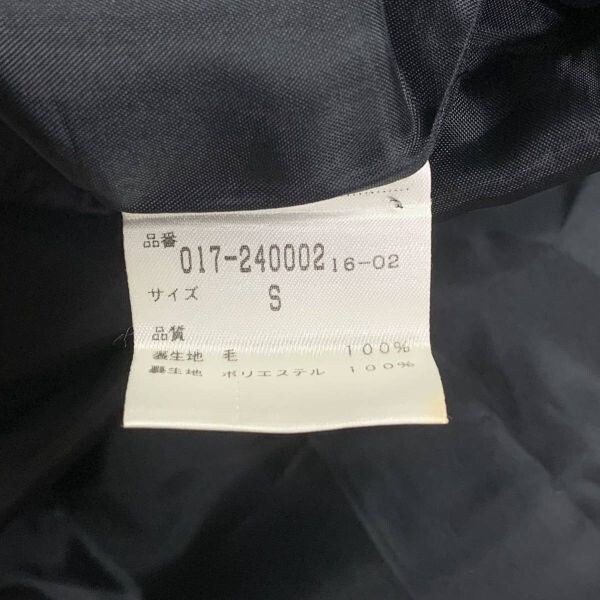 品番
017-240002 16-02
サイズ S
品質
表生地 毛 100%
裏生地 ポリエステル 100%